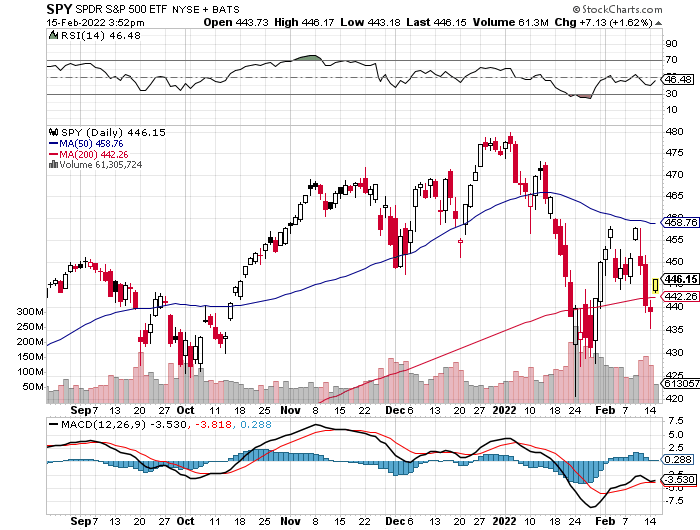 SPY SPDR S&P 500 ETF NYSE + BATS © StockCharts.com
15-Feb-2022 3:52pm Open 443.73 High 446.17 Low 443.18 Last 446.15 Volume 61.3M Chg +7.13 (+1.62%)
RSI(14) 46.48
90
70
50
46.48
30
10
SPY (Daily) 446.15
MA(50) 458.76
MA(200) 442.26
Volume 61,305,724
480
475
470
465
460
458.76
455
450
446.15
445
442.26
440
435
430
425
420
300M
250M
200M
150M
100M
50M
613057
Sep 7 13 20 27 Oct 11 18 25 Nov 8 15 22 Dec 6 13 20 27 2022 10 18 24 Feb 7 14
MACD(12,26,9) -3.530, -3.818, 0.288
5.0
2.5
0.288
-3.530
-7.5
Sep 7 13 20 27 Oct 11 18 25 Nov 8 15 22 Dec 6 13 20 27 2022 10 18 24 Feb 7 14